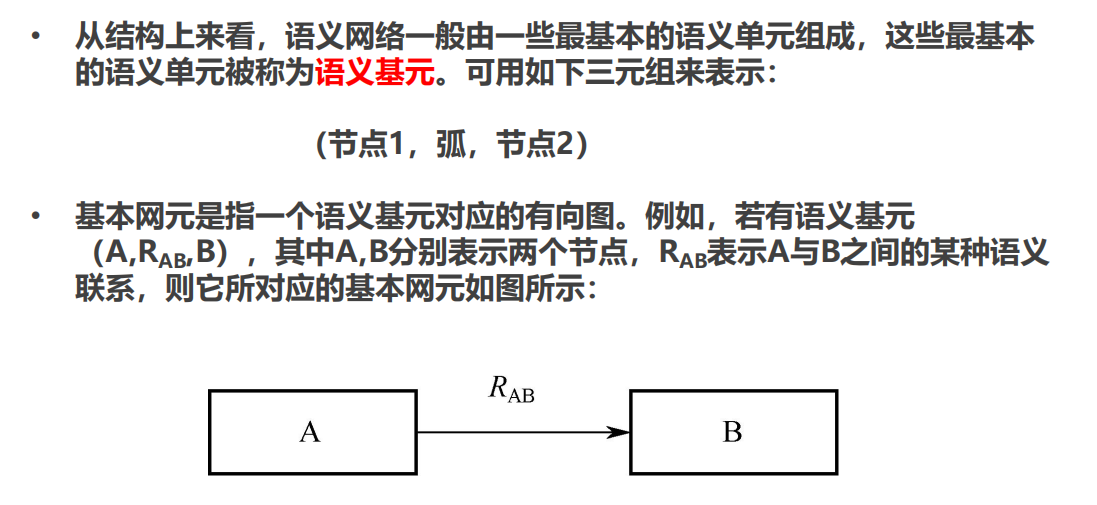 • 从结构上来看，语义网络一般由一些最基本的语义单元组成，这些最基本
的语义单元被称为语义基元。可用如下三元组来表示：
（节点1，弧，节点2）
• 基本网元是指一个语义基元对应的有向图。例如，若有语义基元
（A,RAB,B），其中A,B分别表示两个节点，RAB表示A与B之间的某种语义
联系，则它所对应的基本网元如图所示：
RAB
A
B